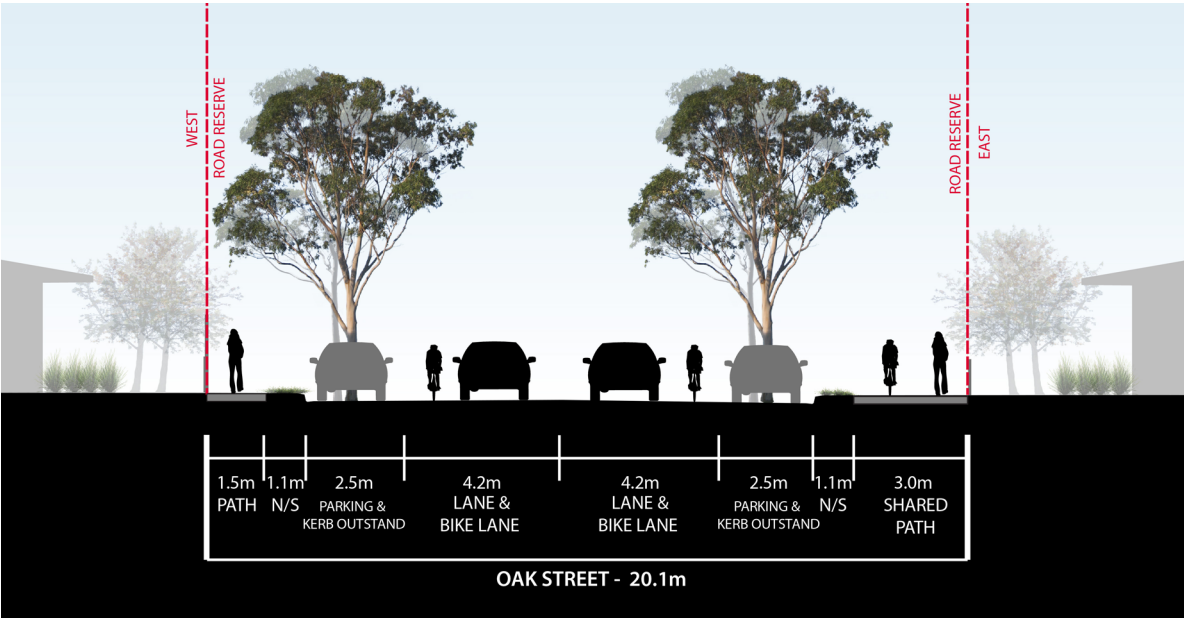 WEST
ROAD RESERVE
ROAD RESERVE
EAST
1.5m
PATH
1.1m
N/S
2.5m
PARKING &
KERB OUTSTAND
4.2m
LANE &
BIKE LANE
4.2m
LANE &
BIKE LANE
2.5m
PARKING &
KERB OUTSTAND
1.1m
N/S
3.0m
SHARED
PATH
OAK STREET - 20.1m